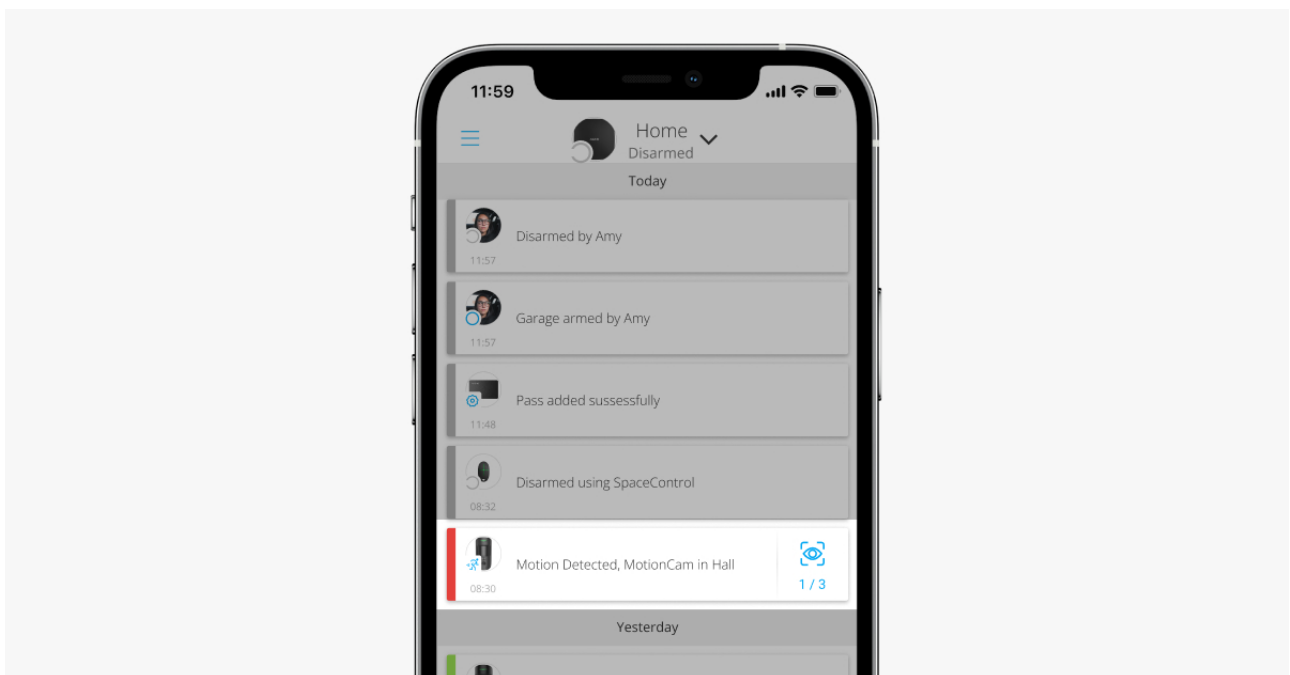 11:59
Home
Disarmed
Today
Disarmed by Amy
11:57
Garage armed by Amy
11:57
Pass added sussessfully
11:48
Disarmed using SpaceControl
08:32
Motion Detected, MotionCam in Hall
1 / 3
08:30
Yesterday